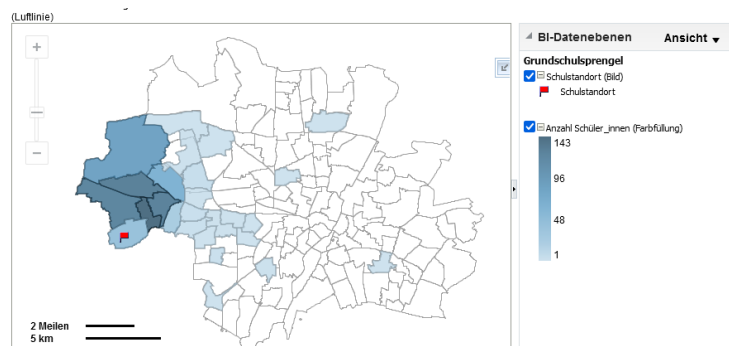 (Luftlinie)
2 Meilen
5 km
BI-Datenebenen
Ansicht
Grundschulsprengel
Schulstandort (Bild)
Schulstandort
Anzahl Schüler_innen (Farbfüllung)
143
96
48
1